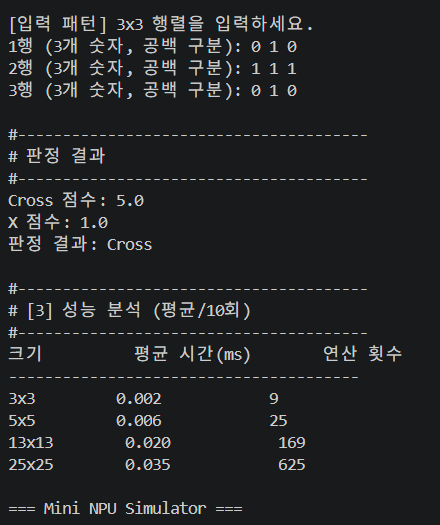 [입력 패턴] 3x3 행렬을 입력하세요.
1행 (3개 숫자, 공백 구분): 0 1 0
2행 (3개 숫자, 공백 구분): 1 1 1
3행 (3개 숫자, 공백 구분): 0 1 0
#---------------------------------------
# 판정 결과
#---------------------------------------
Cross 점수: 5.0
X 점수: 1.0
판정 결과: Cross
#---------------------------------------
# [3] 성능 분석 (평균/10회)
#---------------------------------------
크기 평균 시간(ms) 연산 횟수
---------------------------------------
3x3 0.002 9
5x5 0.006 25
13x13 0.020 169
25x25 0.035 625
=== Mini NPU Simulator ===